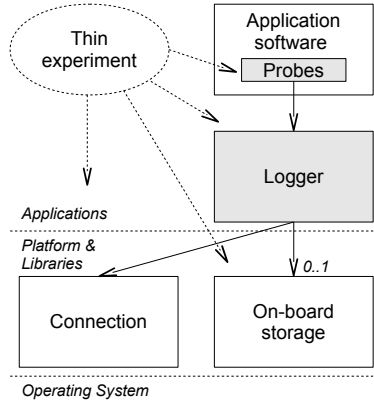 Thin
experiment
Application
software
Probes
Logger
Applications
Platform &
Libraries
0..1
Connection
On-board
storage
Operating System